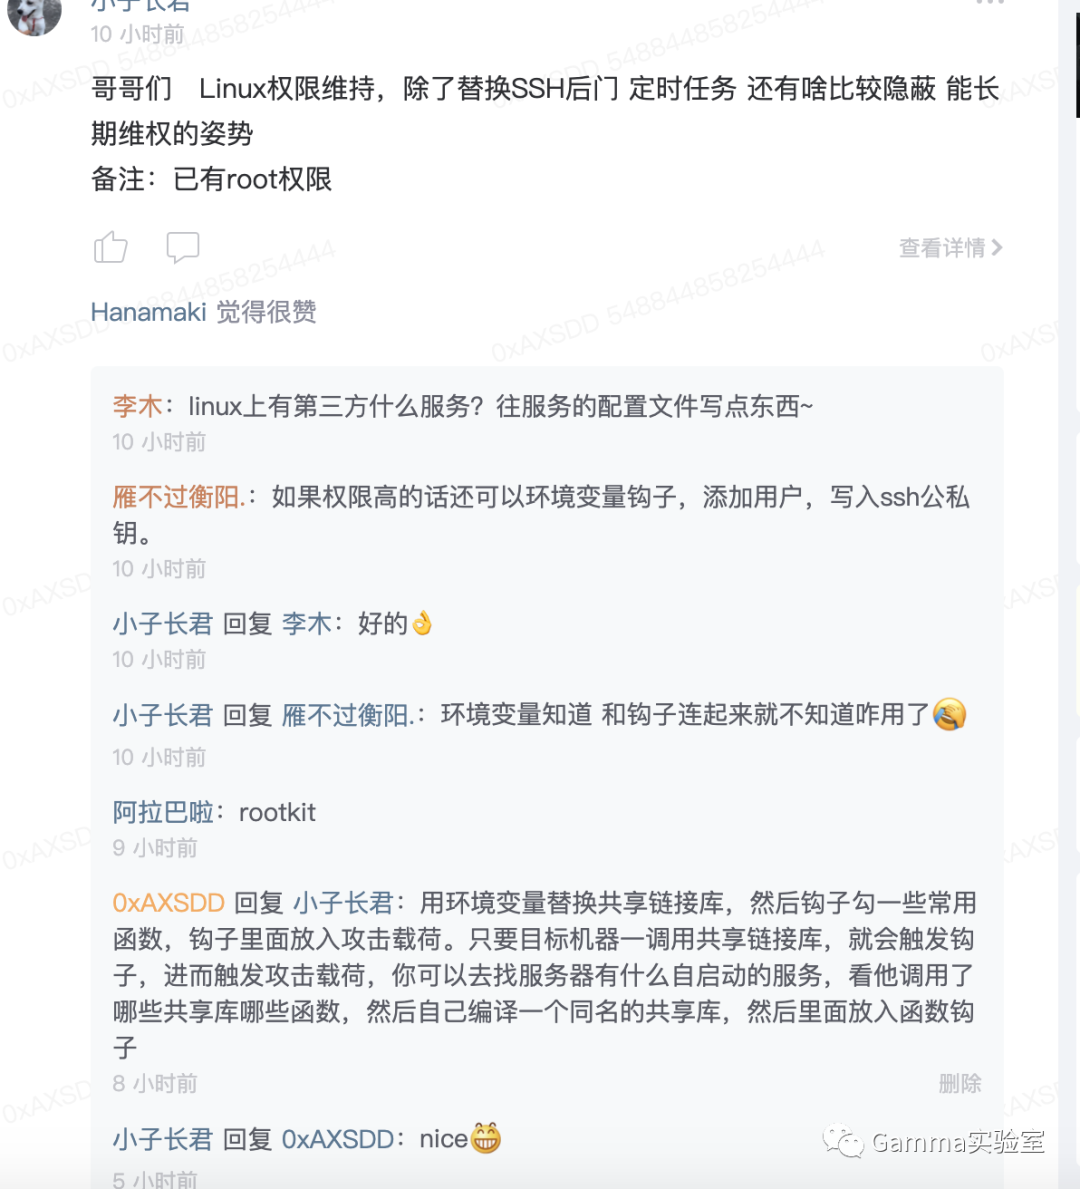 小子长君
10 小时前
哥哥们 Linux权限维持，除了替换SSH后门 定时任务 还有啥比较隐蔽 能长
期维权的姿势
备注：已有root权限
查看详情
Hanamaki 觉得很赞
李木：linux上有第三方什么服务？往服务的配置文件写点东西~
10 小时前
雁不过衡阳.：如果权限高的话还可以环境变量钩子，添加用户，写入ssh公私
钥。
10 小时前
小子长君 回复 李木：好的👌
10 小时前
小子长君 回复 雁不过衡阳.：环境变量知道 和钩子连起来就不知道咋用了🤣
10 小时前
阿拉巴啦：rootkit
9 小时前
0xAXSDD 回复 小子长君：用环境变量替换共享链接库，然后钩子勾一些常用
函数，钩子里面放入攻击载荷。只要目标机器一调用共享链接库，就会触发钩
子，进而触发攻击载荷，你可以去找服务器有什么自启动的服务，看他调用了
哪些共享库哪些函数，然后自己编译一个同名的共享库，然后里面放入函数钩
子
8 小时前 删除
小子长君 回复 0xAXSDD：nice😁
5 小时前
Gamma实验室
0xAXSDD 548844858254444